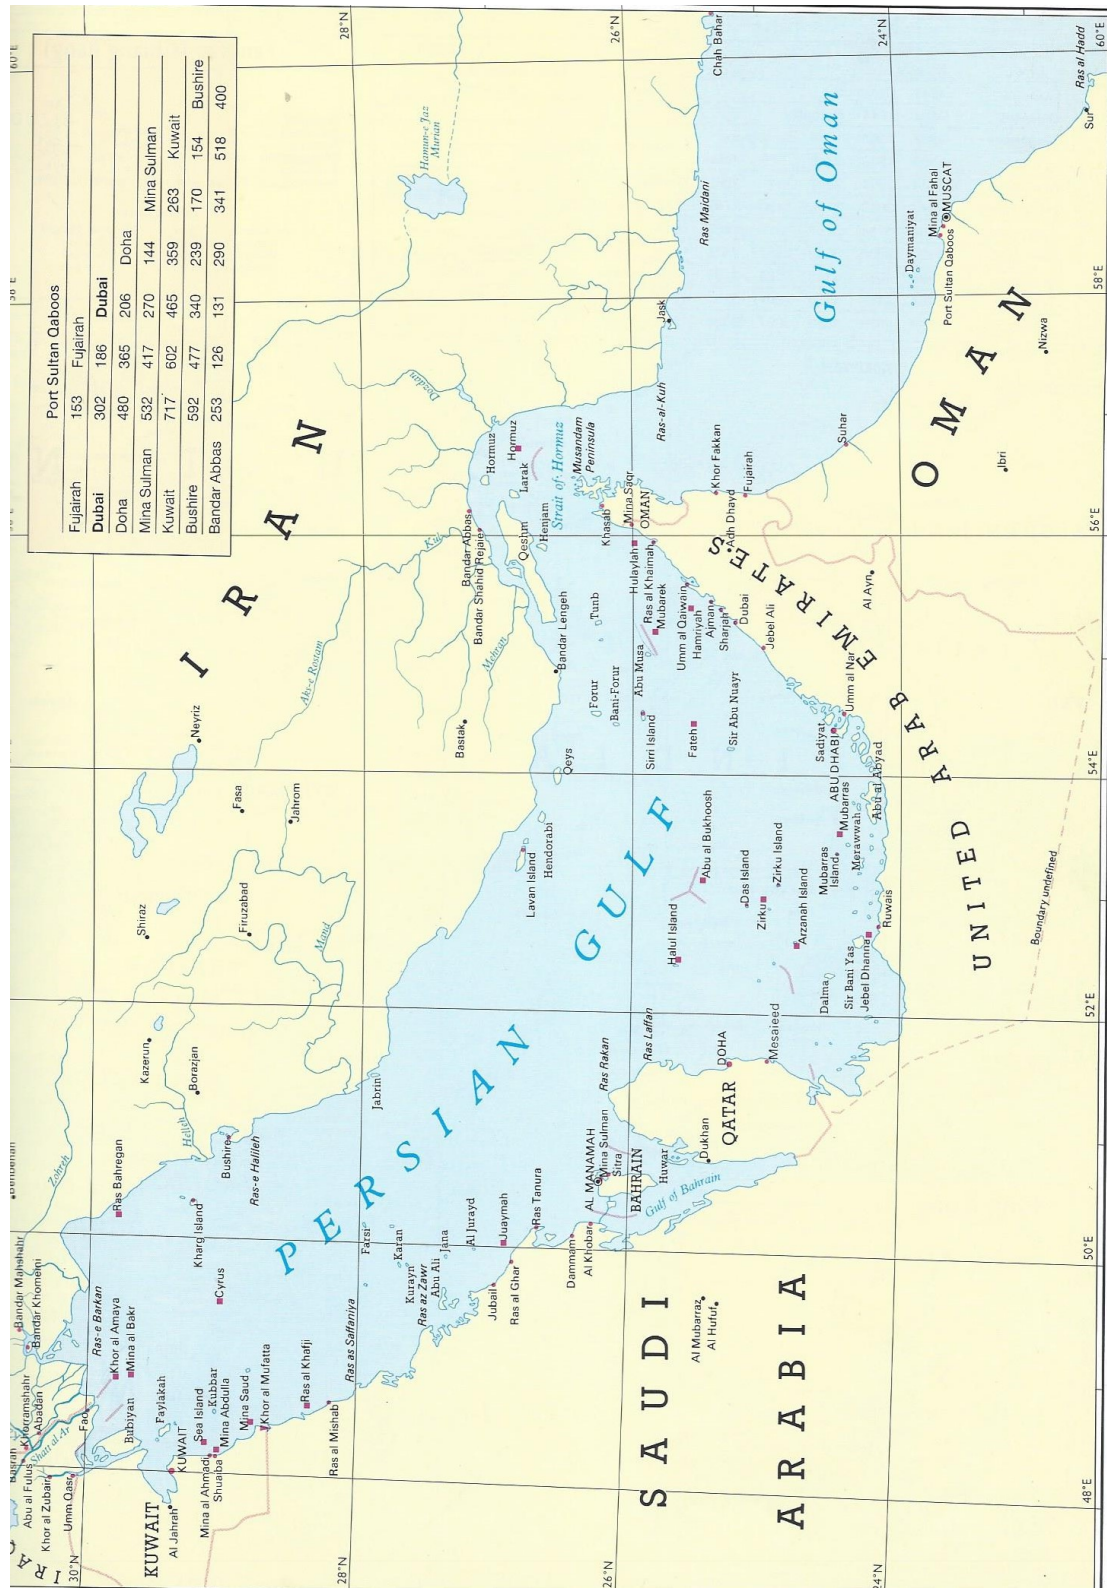 Port Sultan Qaboos
Fujairah 153 Fujairah
Dubai 302 186 Dubai
Doha 480 365 206 Doha
Mina Sulman 532 417 270 144 Mina Sulman
Kuwait 717 602 465 359 263 Kuwait
Bushire 592 477 340 239 170 154 Bushire
Bandar Abbas 253 126 131 290 341 518 400
IRAQ
Basrah
Abu al Fulus
Khorramshahr
Abadan
Khor al Zubair
Shatt al-Ar
Umm Qasr
Fao
Bandar Mahshahr
Bandar Khomeini
Zohreh
30°N
28°N
28°N
26°N
26°N
24°N
24°N
60°E
60°E
58°E
56°E
54°E
52°E
50°E
48°E
KUWAIT
Al Jahrah
KUWAIT
Bubiyan
Faylakah
Ras-e Barkan
Khor al Amaya
Mina al Bakr
Sea Island
Kubbar
Mina Abdulla
Mina al Ahmadi
Shuaiba
Mina Saud
Khor al Mufatta
Ras al Khafji
Ras al Mishab
Ras as Saffaniya
Cyrus
Kharg Island
Ras Bahregan
Bushire
Ras-e Halileh
Helleh
Borazjan
Kazerun
Shiraz
Firuzabad
Mand
Fasa
Jahrom
Neyriz
IRAN
Aks-e Rostam
Bastak
Mehran
Kul
Bandar Abbas
Bandar Shahid Rejaie
Hormuz
Hormuz
Larak
Qeshm
Henjam
Strait of Hormuz
Dozdan
Hamun-e Jaz Murian
Musandam
Peninsula
Khasab
Mina Saqr
OMAN
Ras-al-Kuh
Jask
Ras Maidani
Chah Bahar
Gulf of Oman
Khor Fakkan
Fujairah
Adh Dhayd
Suhar
Daymaniyat
Mina al Fahal
MUSCAT
Port Sultan Qaboos
Sur
Ras al Hadd
Nizwa
Ibri
OMAN
Al Ayn
UNITED ARAB EMIRATES
Boundary undefined
Hulaylah
Ras al Khaimah
Mubarek
Umm al Qaiwain
Hamriyah
Ajman
Sharjah
Dubai
Jebel Ali
Bandar Lengeh
Tunb
Forur
Bani-Forur
Abu Musa
Sirri Island
Fateh
Sir Abu Nuayr
Umm al Nar
Sadiyat
ABU DHABI
Mubarras
Abu al Abyad
Merawwah
Mubarras
Island
Ruwais
Jebel Dhanna
Sir Bani Yas
Dalma
Arzanah Island
Zirku
Zirku Island
Das Island
Abu al Bukhoosh
Halul Island
Qeys
Hendorabi
Lavan Island
PERSIAN GULF
Jabrin
Farsi
Karan
Kurayn
Jana
Abu Ali
Ras az Zawr
Al Jurayd
Juaymah
Jubail
Ras al Ghar
Ras Tanura
Dammam
Al Khobar
AL MANAMAH
Mina Sulman
Sitra
BAHRAIN
Huwar
Gulf of Bahrain
Ras Rakan
Ras Laffan
DOHA
Mesaieed
QATAR
Dukhan
Al Mubarraz
Al Hufuf
SAUDI
ARABIA